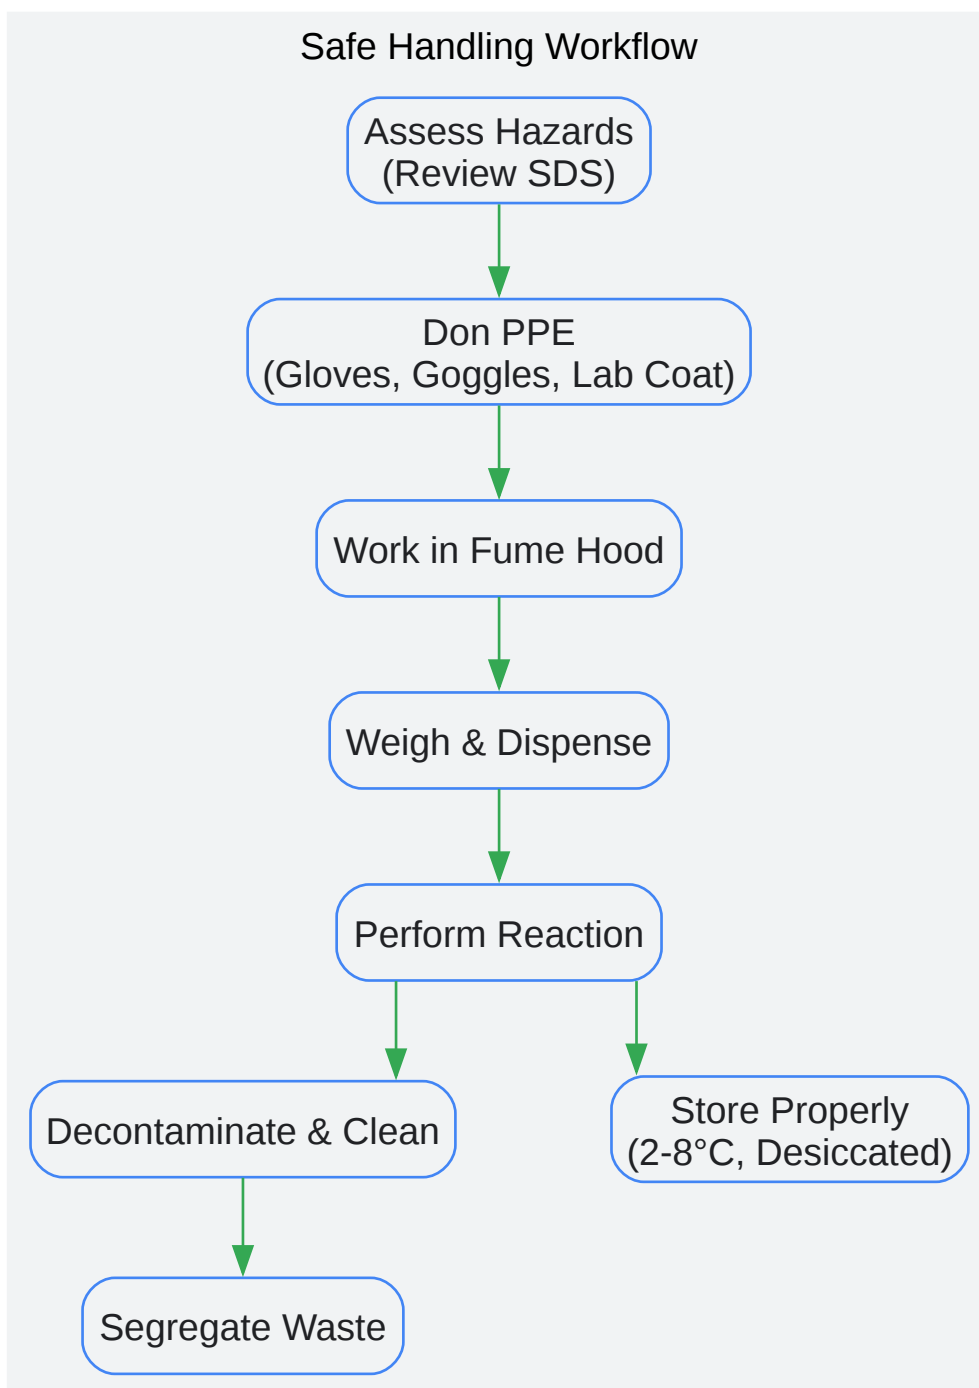 Safe Handling Workflow
Assess Hazards
(Review SDS)
Don PPE
(Gloves, Goggles, Lab Coat)
Work in Fume Hood
Weigh & Dispense
Perform Reaction
Decontaminate & Clean
Store Properly
(2-8°C, Desiccated)
Segregate Waste